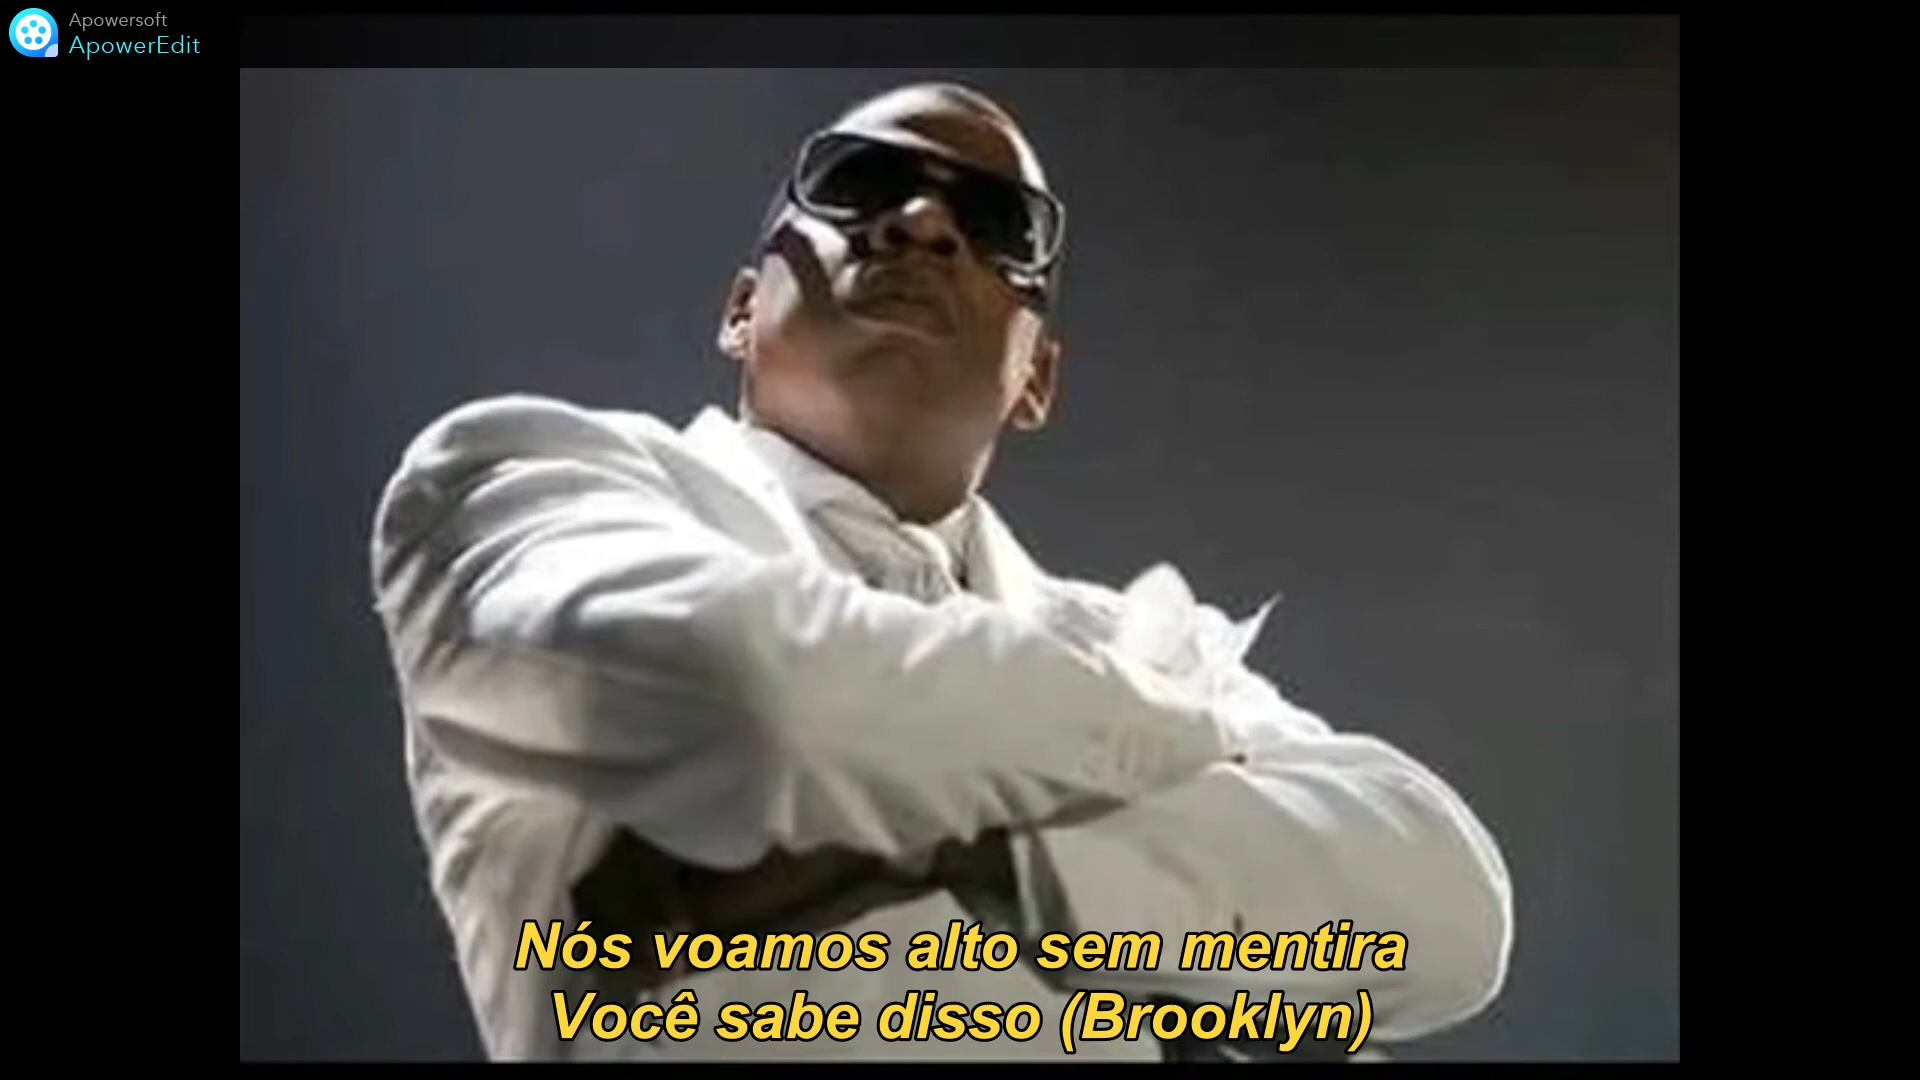 Apowersoft
ApowerEdit
Nós voamos alto sem mentira
Você sabe disso (Brooklyn)